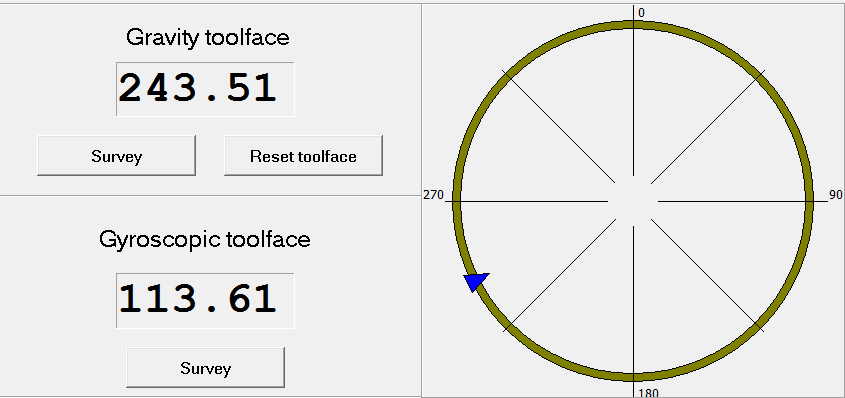 Gravity toolface
243.51
Survey
Reset toolface
Gyroscopic toolface
113.61
Survey
0
90
180
270